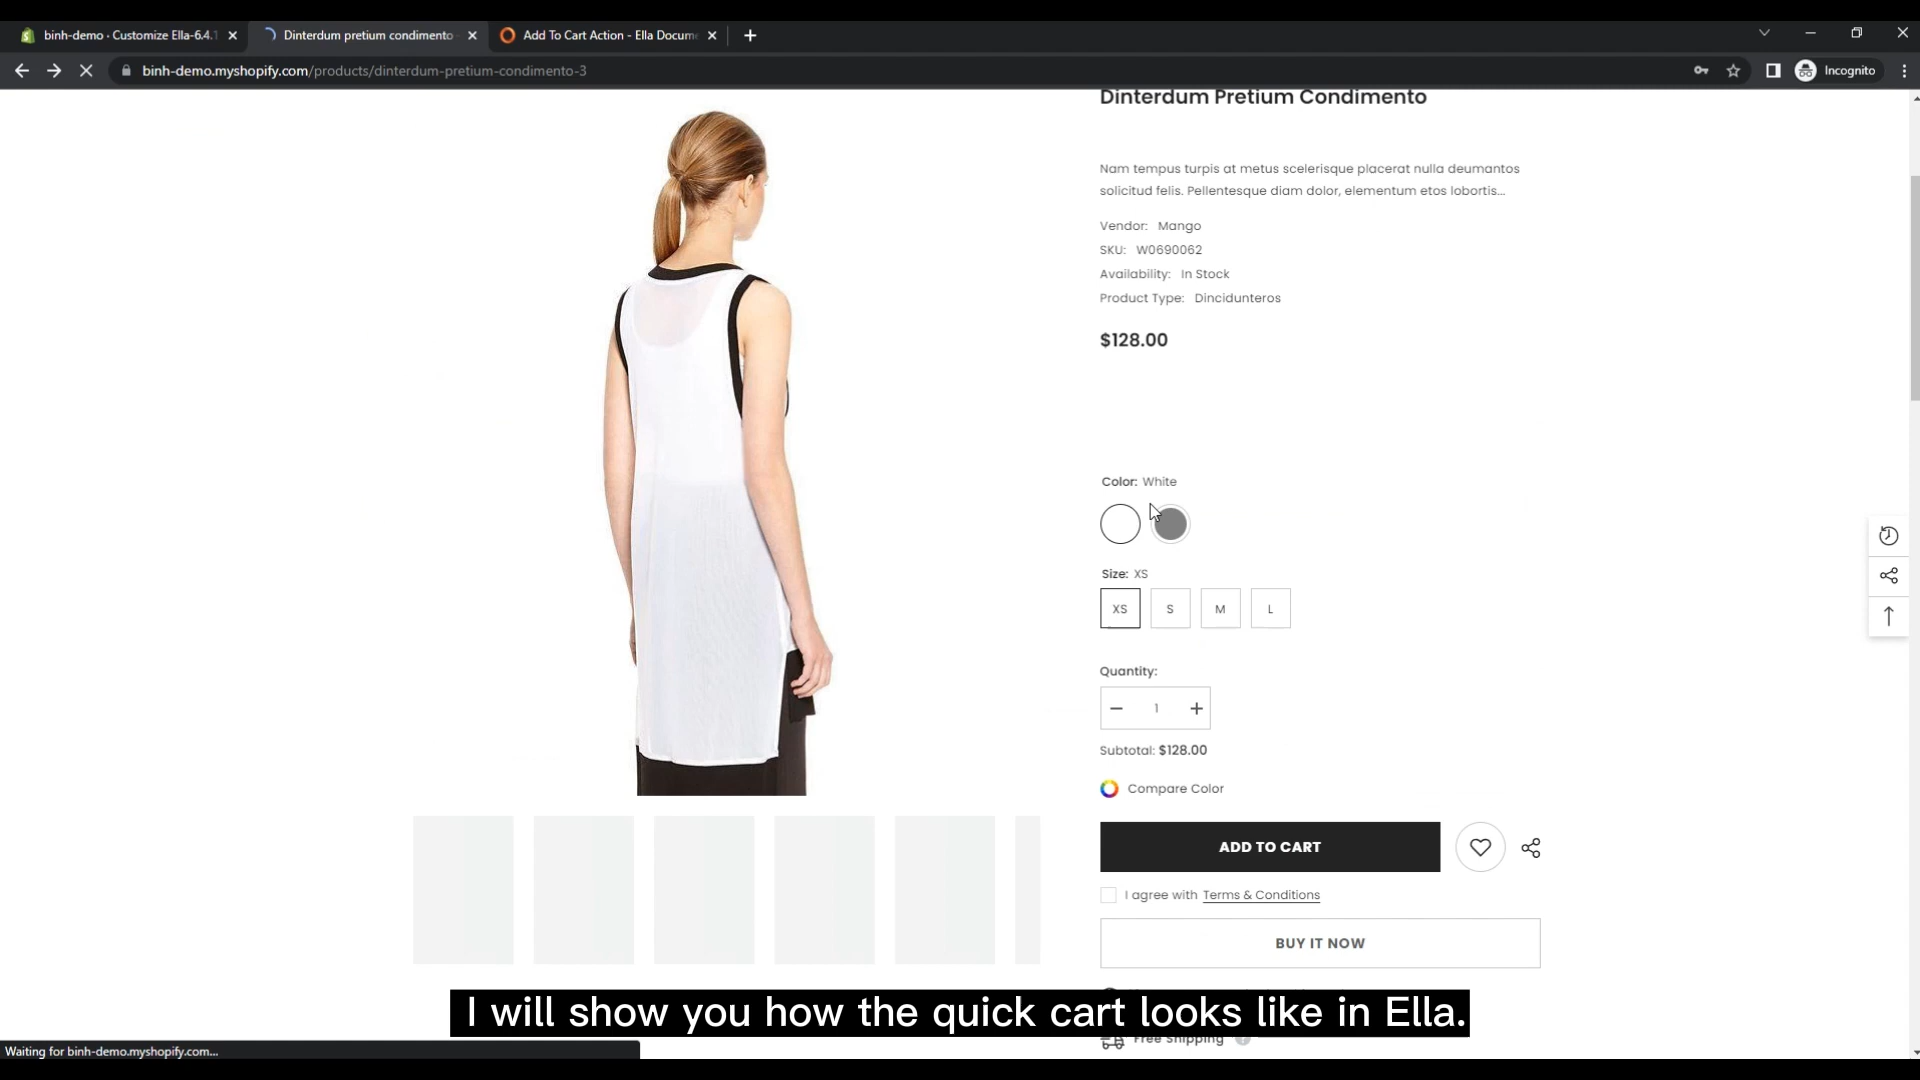 binh-demo · Customize Ella-6.4.1
Dinterdum pretium condimento
Add To Cart Action - Ella Docum
binh-demo.myshopify.com/products/dinterdum-pretium-condimento-3
Incognito
Dinterdum Pretium Condimento
Nam tempus turpis at metus scelerisque placerat nulla deumantos
solicitud felis. Pellentesque diam dolor, elementum etos lobortis...
Vendor: Mango
SKU: W0690062
Availability: In Stock
Product Type: Dincidunteros
$128.00
Color: White
Size: XS
XS S M L
Quantity:
1
Subtotal: $128.00
Compare Color
ADD TO CART
I agree with Terms & Conditions
BUY IT NOW
I will show you how the quick cart looks like in Ella.
Free Shipping
Waiting for binh-demo.myshopify.com...